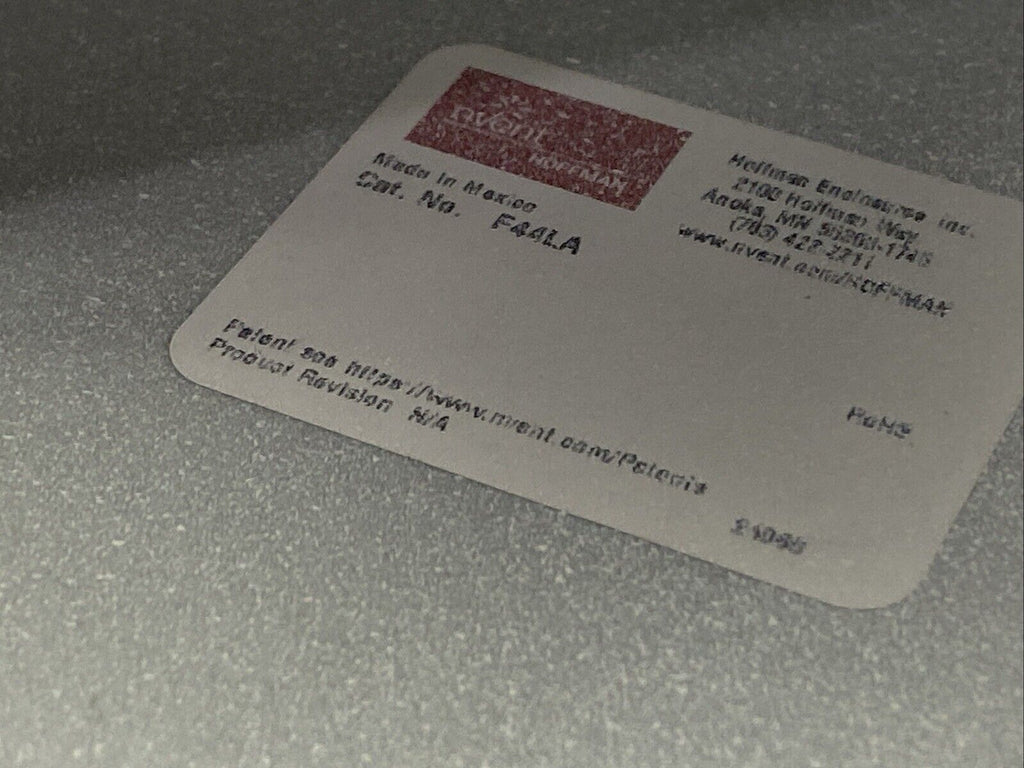 nvent
HOFFMAN
Made in Mexico
Cat. No. F44LA
Hoffman Enclosures Inc.
2100 Hoffman Way,
Anoka, MN 55303-1745
(763) 422-2211
www.nvent.com/HOFFMAN
Patent see https://www.nvent.com/Patents
Product Revision N/A
RoHS